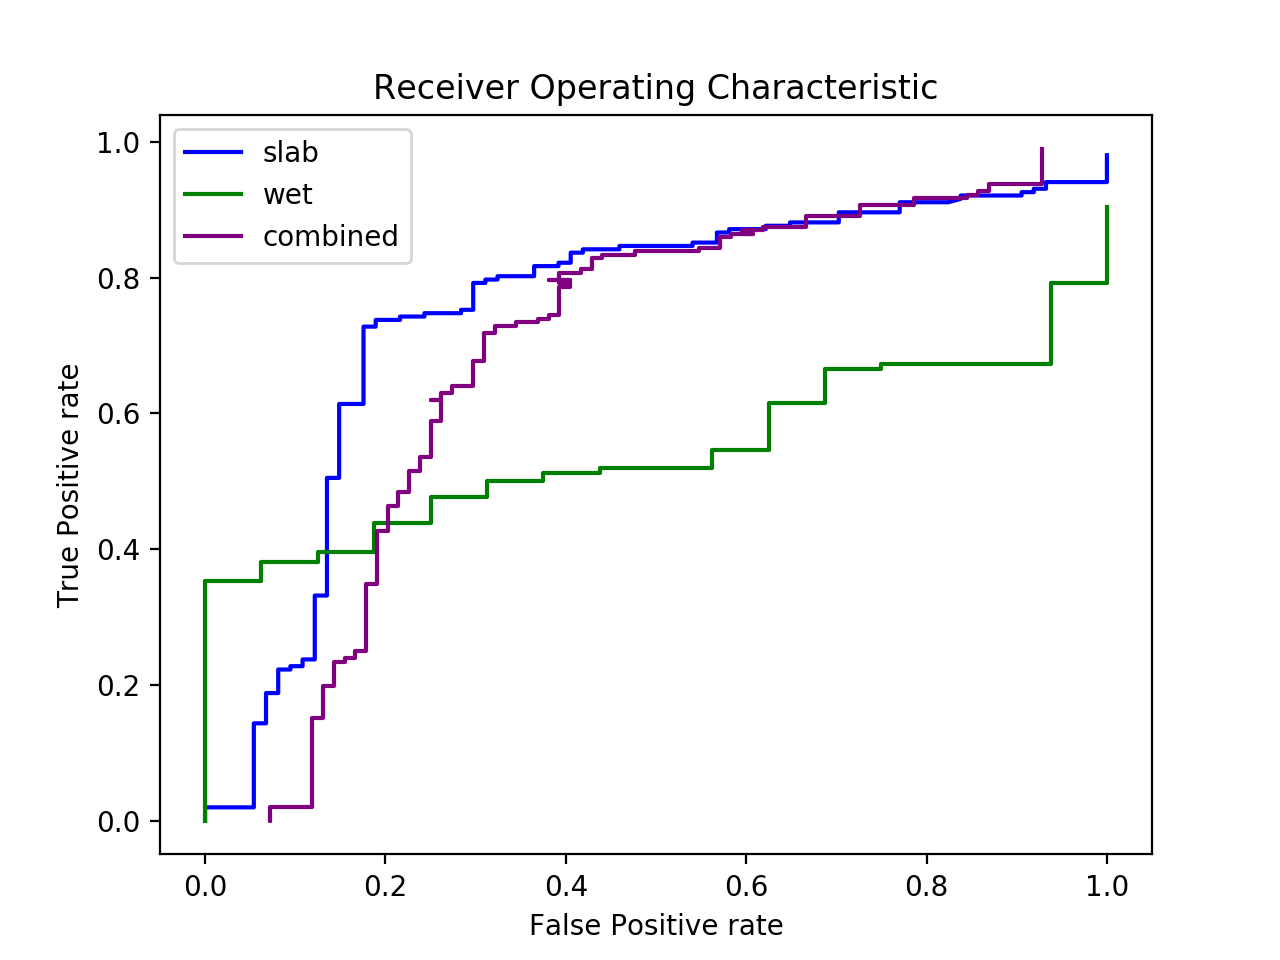 Receiver Operating Characteristic
slab
wet
combined
True Positive rate
1.0
0.8
0.6
0.4
0.2
0.0
0.0 0.2 0.4 0.6 0.8 1.0
False Positive rate